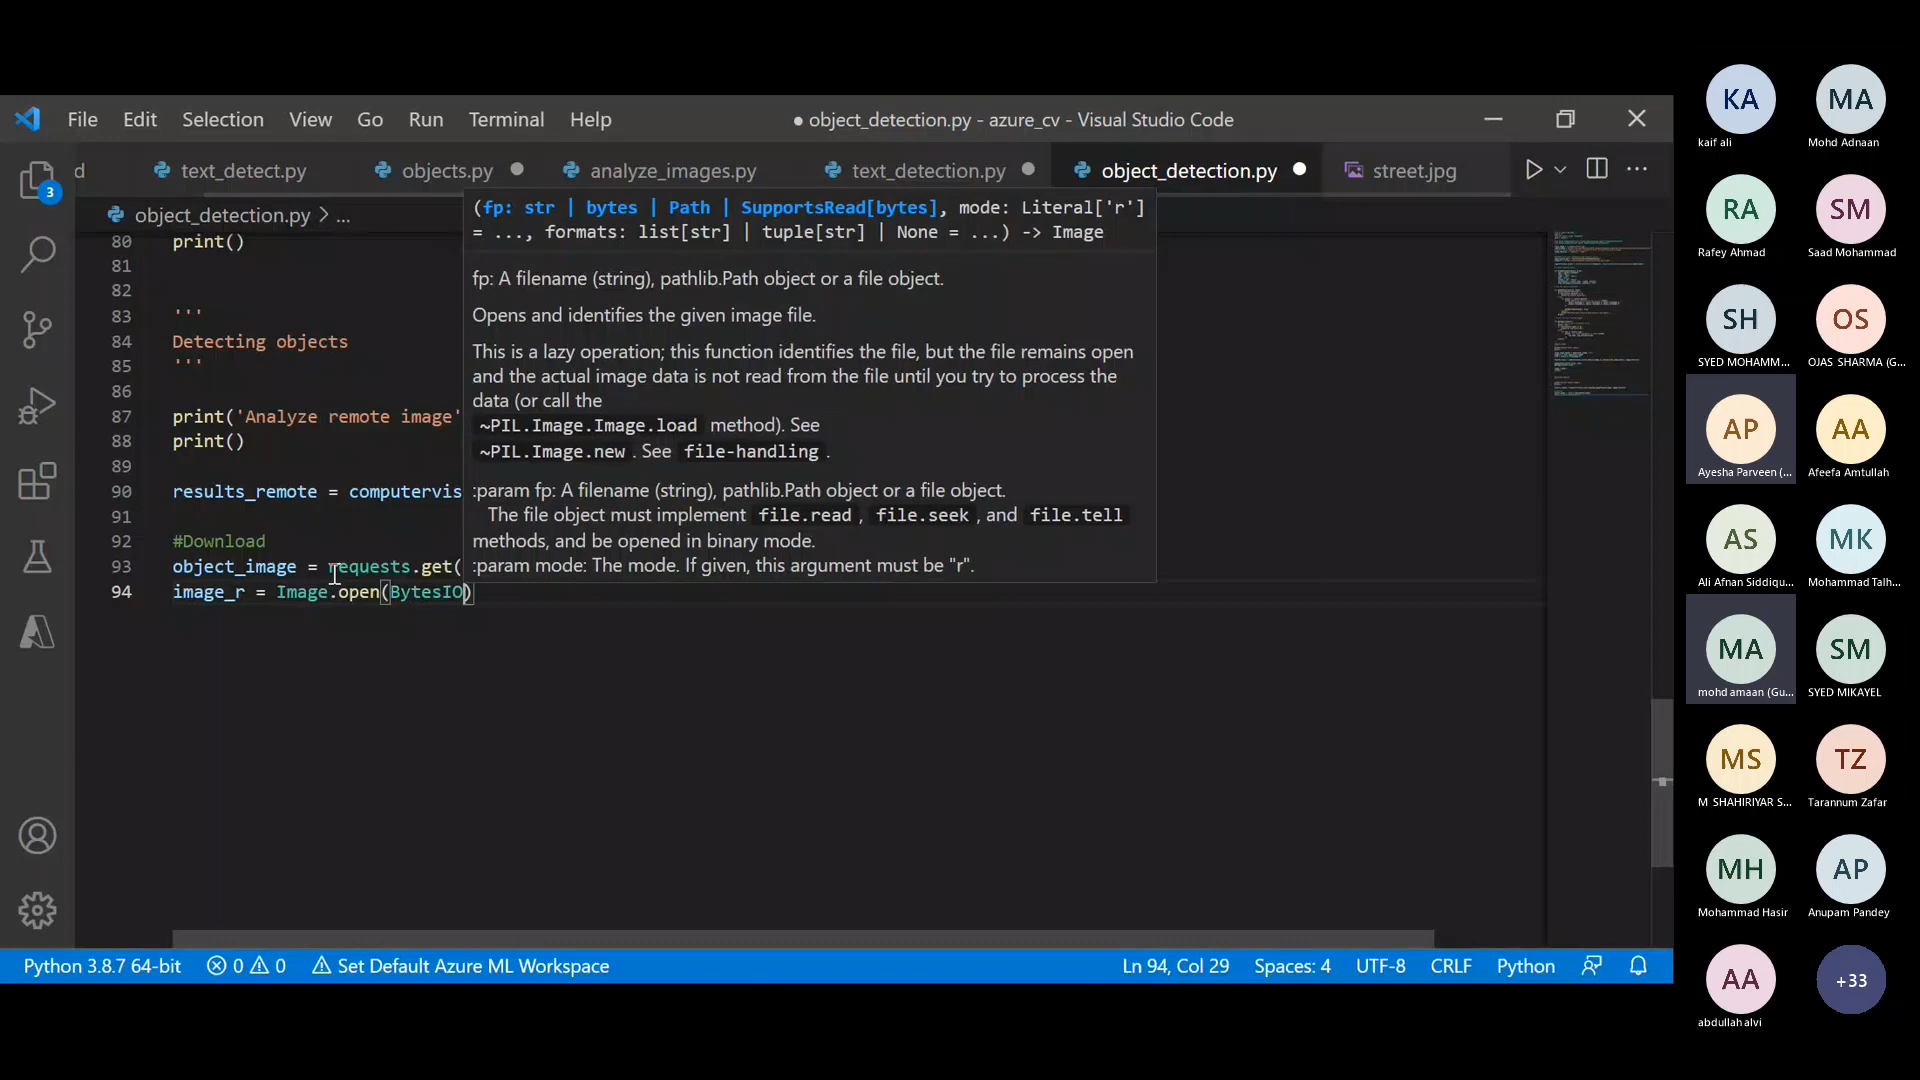 File Edit Selection View Go Run Terminal Help
● object_detection.py - azure_cv - Visual Studio Code
3
d
text_detect.py
objects.py
analyze_images.py
text_detection.py
object_detection.py
street.jpg
object_detection.py > ...
(fp: str | bytes | Path | SupportsRead[bytes], mode: Literal['r']
= ..., formats: list[str] | tuple[str] | None = ...) -> Image
fp: A filename (string), pathlib.Path object or a file object.
Opens and identifies the given image file.
This is a lazy operation; this function identifies the file, but the file remains open
and the actual image data is not read from the file until you try to process the
data (or call the
~PIL.Image.Image.load method). See
~PIL.Image.new . See file-handling .
:param fp: A filename (string), pathlib.Path object or a file object.
The file object must implement file.read , file.seek , and file.tell
methods, and be opened in binary mode.
:param mode: The mode. If given, this argument must be "r".
80 print()
81
82
83 '''
84 Detecting objects
85 '''
86
87 print('Analyze remote image'
88 print()
89
90 results_remote = computervis
91
92 #Download
93 object_image = requests.get(
94 image_r = Image.open(BytesIO)
Python 3.8.7 64-bit
0 0
Set Default Azure ML Workspace
Ln 94, Col 29
Spaces: 4
UTF-8
CRLF
Python
KA
kaif ali
MA
Mohd Adnaan
RA
Rafey Ahmad
SM
Saad Mohammad
SH
SYED MOHAMM...
OS
OJAS SHARMA (G...
AP
Ayesha Parveen (...
AA
Afeefa Amtullah
AS
Ali Afnan Siddiqu...
MK
Mohammad Talh...
MA
mohd amaan (Gu...
SM
SYED MIKAYEL
MS
M SHAHIRIYAR S...
TZ
Tarannum Zafar
MH
Mohammad Hasir
AP
Anupam Pandey
AA
abdullah alvi
+33